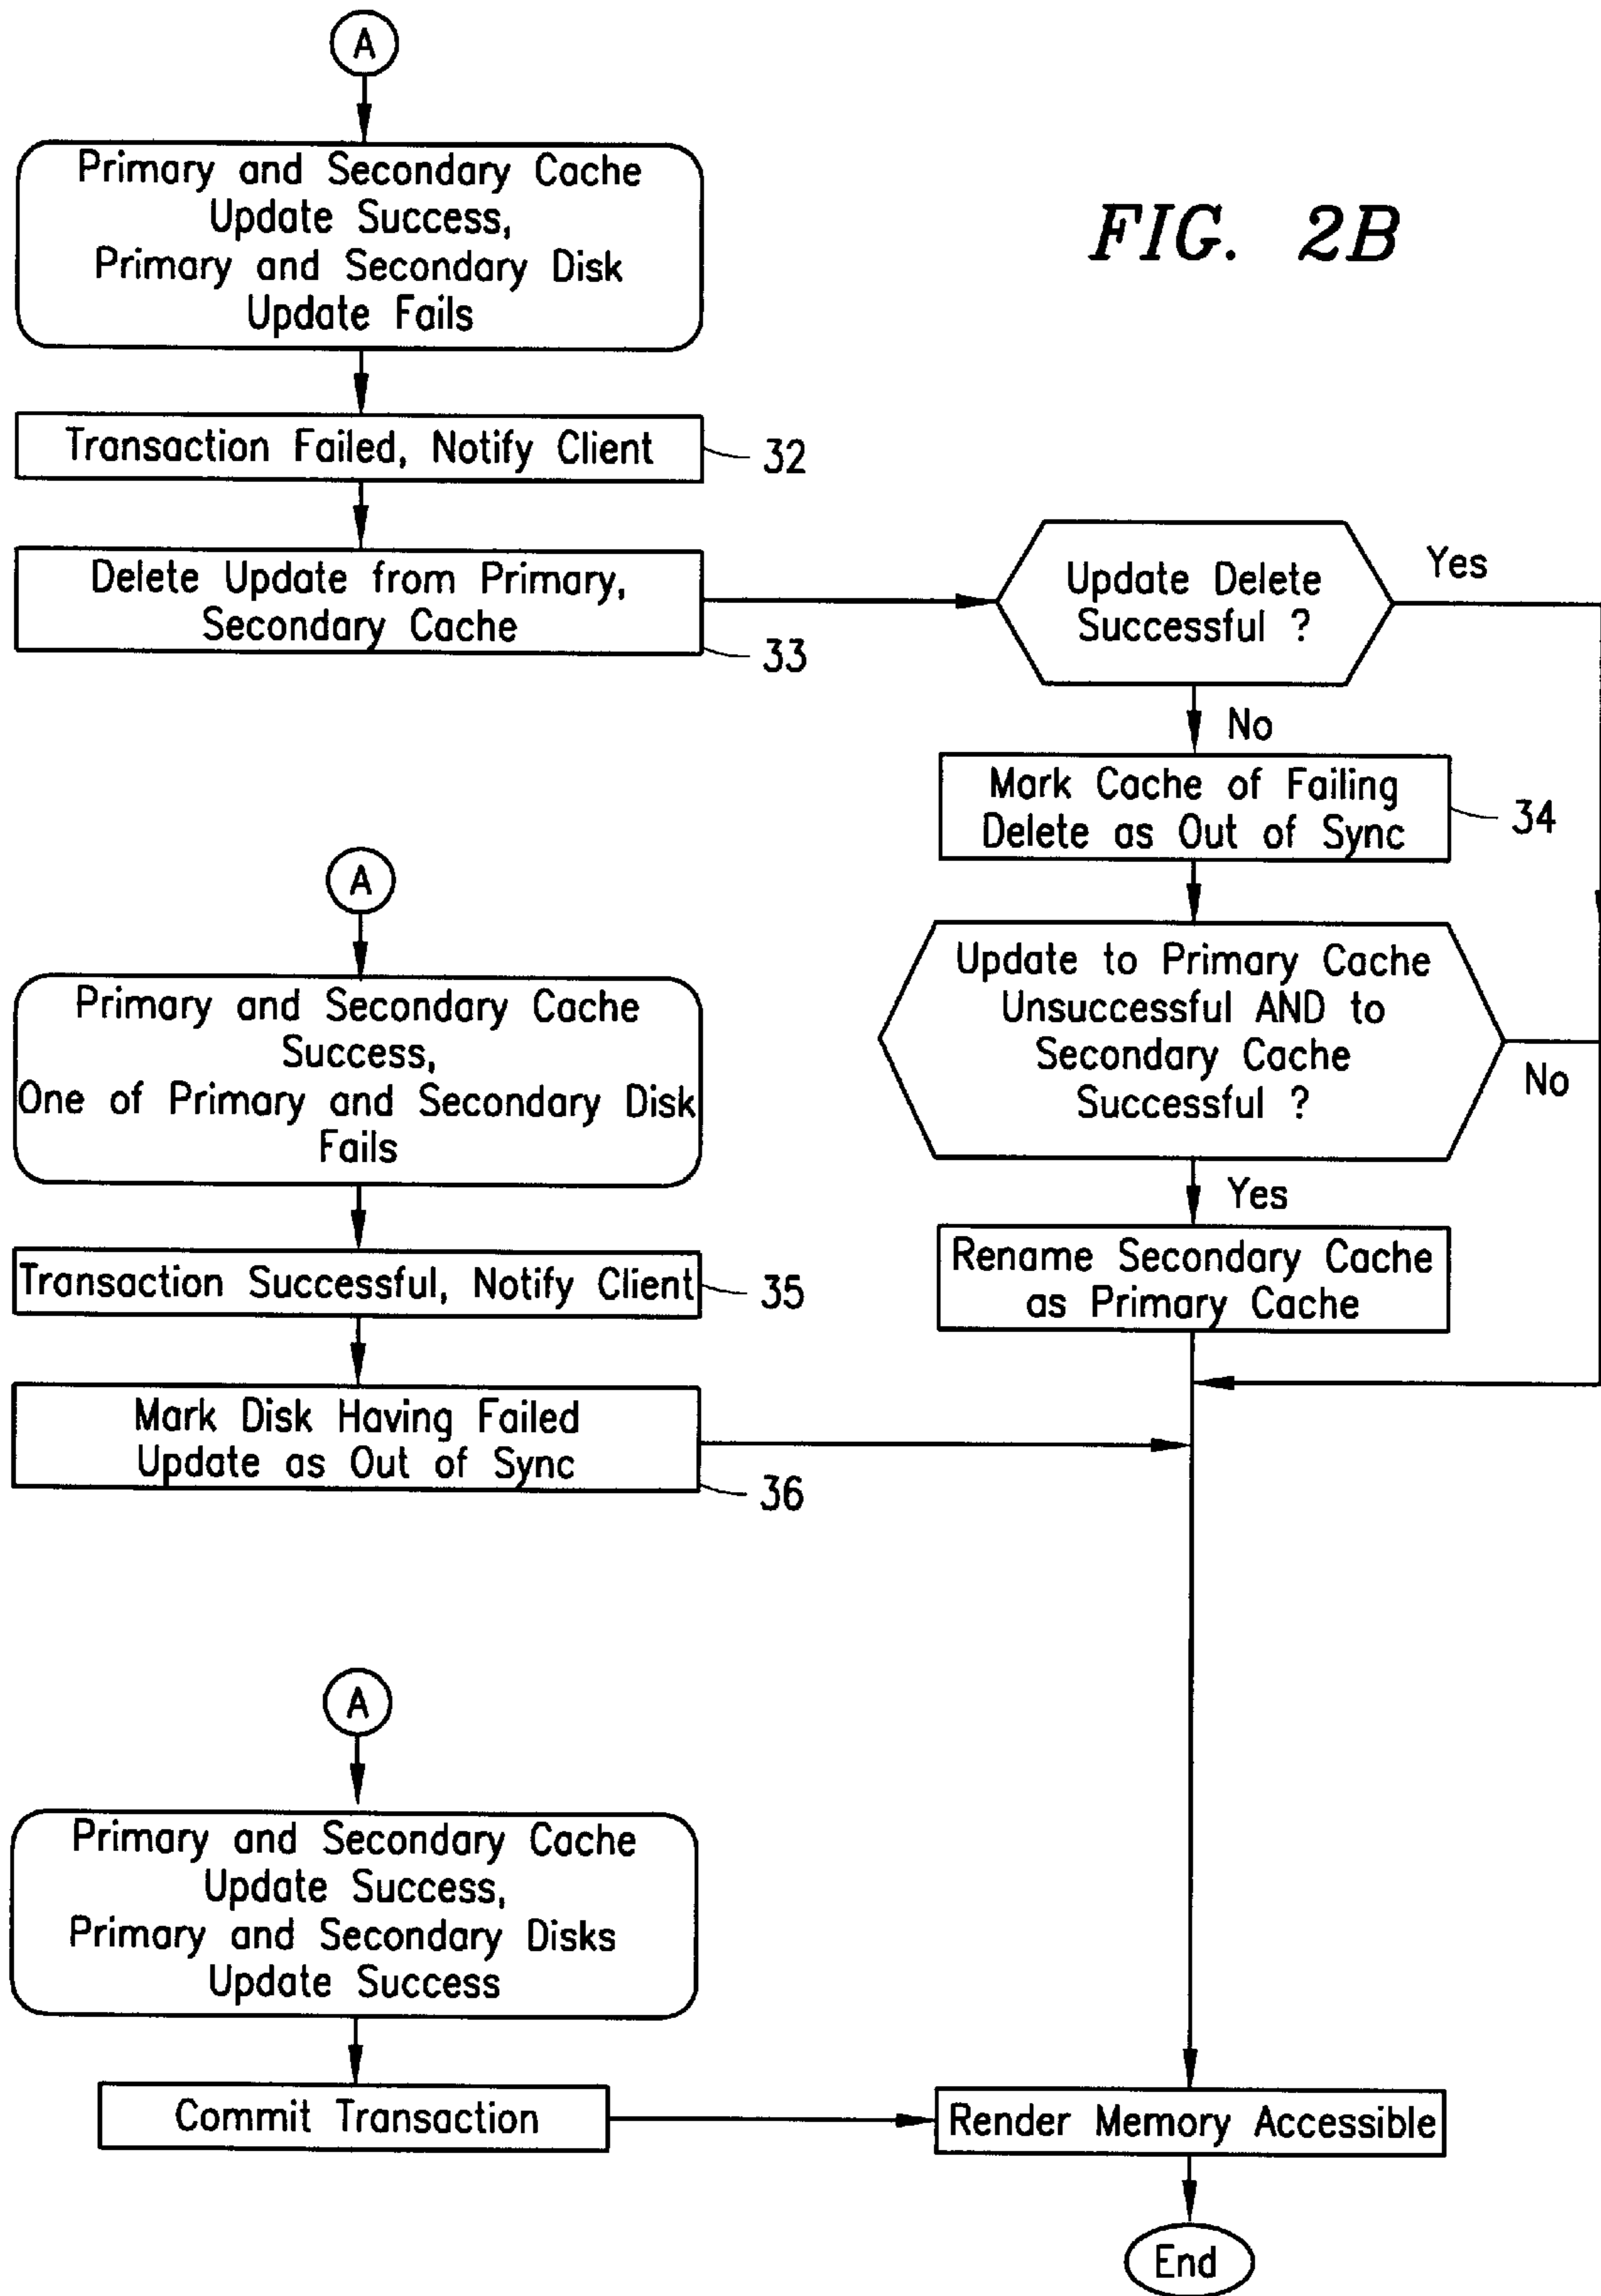 A
Primary and Secondary Cache
Update Success,
Primary and Secondary Disk
Update Fails
FIG. 2B
Transaction Failed, Notify Client
32
Delete Update from Primary,
Secondary Cache
33
Update Delete
Successful ?
Yes
No
Mark Cache of Failing
Delete as Out of Sync
34
Update to Primary Cache
Unsuccessful AND to
Secondary Cache
Successful ?
No
Yes
Rename Secondary Cache
as Primary Cache
A
Primary and Secondary Cache
Success,
One of Primary and Secondary Disk
Fails
Transaction Successful, Notify Client
35
Mark Disk Having Failed
Update as Out of Sync
36
A
Primary and Secondary Cache
Update Success,
Primary and Secondary Disks
Update Success
Commit Transaction
Render Memory Accessible
End